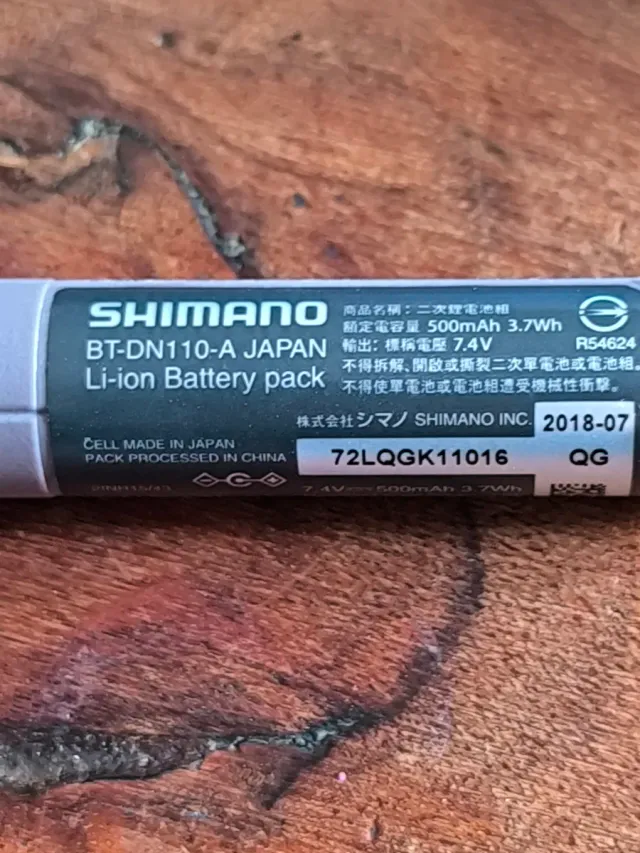 SHIMANO
BT-DN110-A JAPAN
Li-ion Battery pack
商品名稱：二次鋰電池組
額定電容量 500mAh 3.7Wh
輸出：標稱電壓 7.4V
不得拆解、開啟或撕裂二次單電池或電池組。
不得使單電池或電池組遭受機械性衝擊。
R54624
株式会社シマノ SHIMANO INC.
2018-07
CELL MADE IN JAPAN
PACK PROCESSED IN CHINA
72LQGK11016
QG
7.4V⎓500mAh 3.7Wh